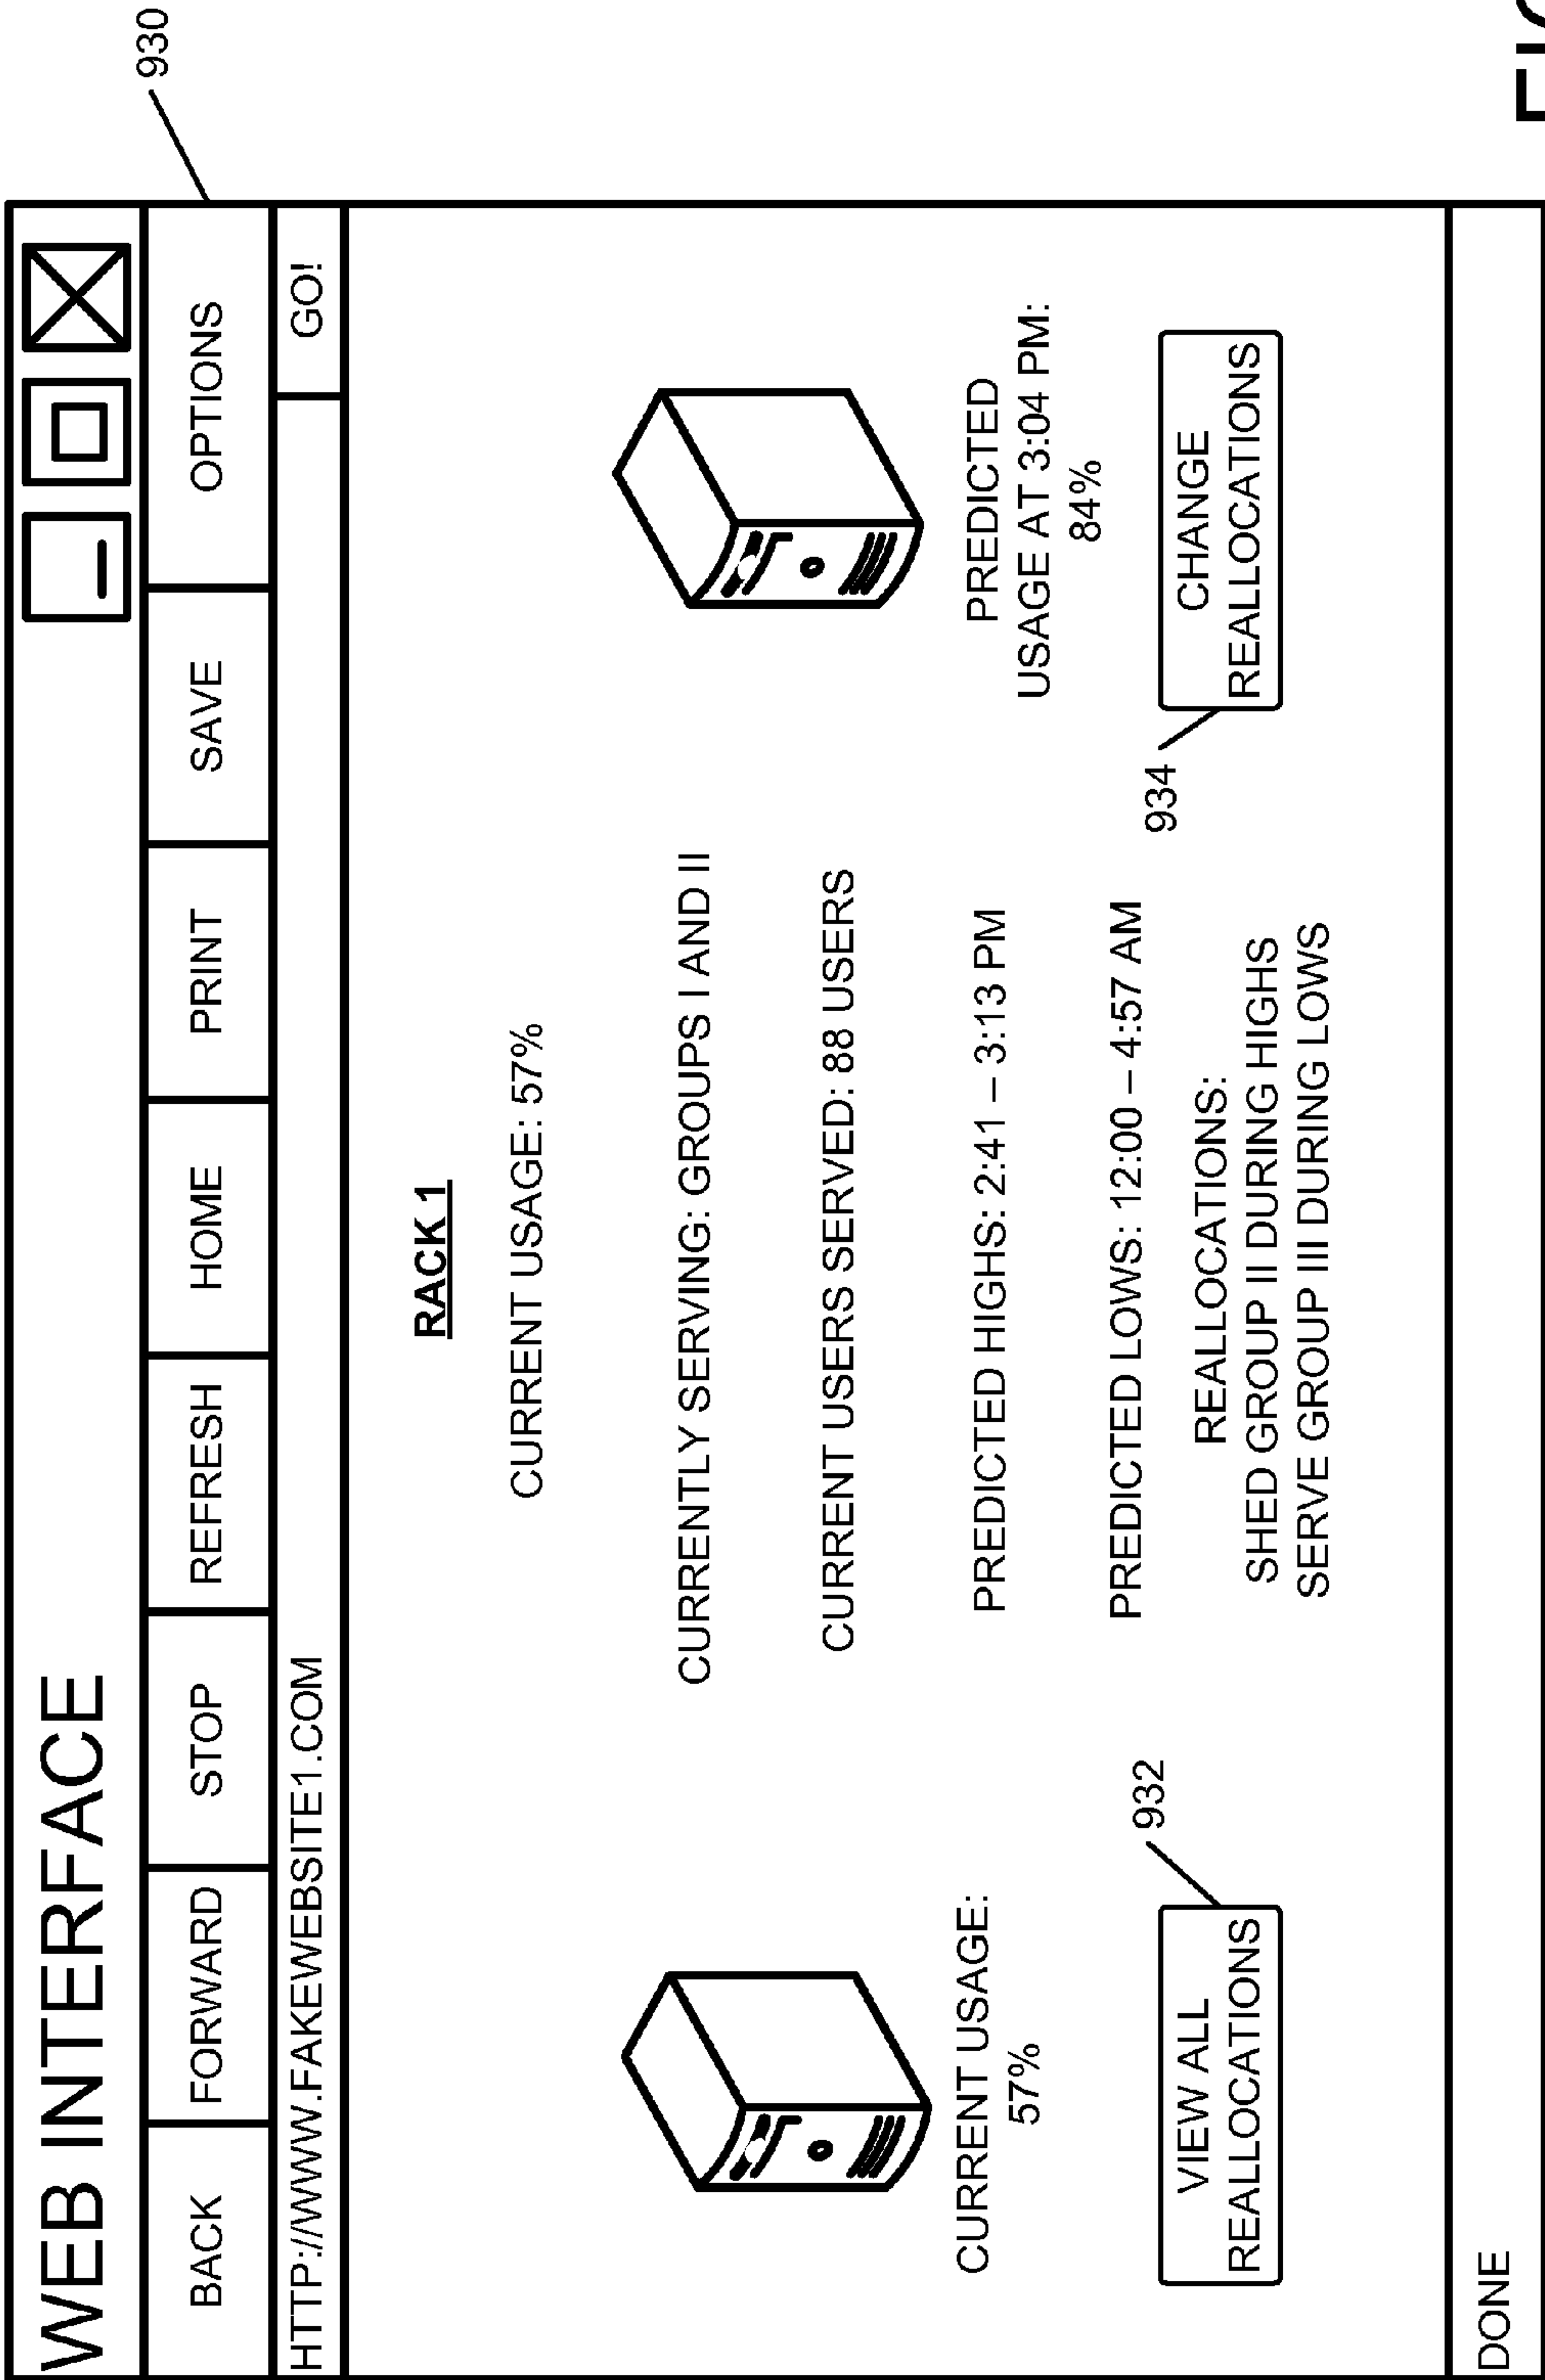 WEB INTERFACE
BACK
FORWARD
STOP
REFRESH
HOME
PRINT
SAVE
OPTIONS
930
HTTP://WWW.FAKEWEBSITE1.COM
GO!
RACK 1
CURRENT USAGE: 57%
CURRENTLY SERVING: GROUPS I AND II
CURRENT USERS SERVED: 88 USERS
PREDICTED HIGHS: 2:41 – 3:13 PM
PREDICTED LOWS: 12:00 – 4:57 AM
REALLOCATIONS:
SHED GROUP II DURING HIGHS
SERVE GROUP III DURING LOWS
CURRENT USAGE:
57%
932
VIEW ALL
REALLOCATIONS
PREDICTED
USAGE AT 3:04 PM:
84%
934
CHANGE
REALLOCATIONS
DONE